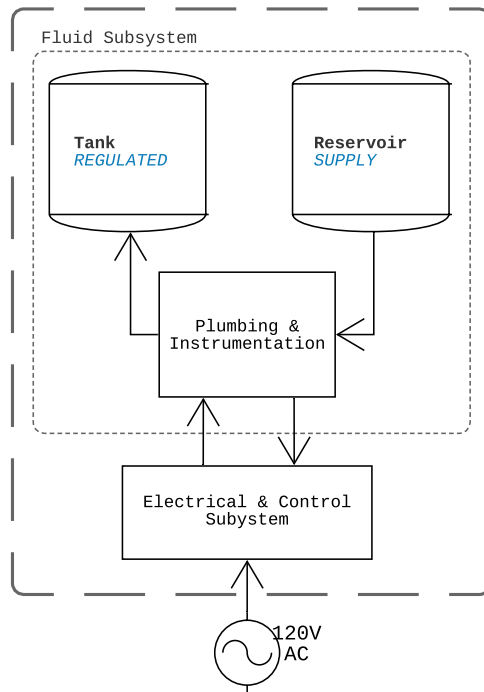 Fluid Subsystem
Tank
REGULATED
Reservoir
SUPPLY
Plumbing &
Instrumentation
Electrical & Control
Subystem
120V
AC